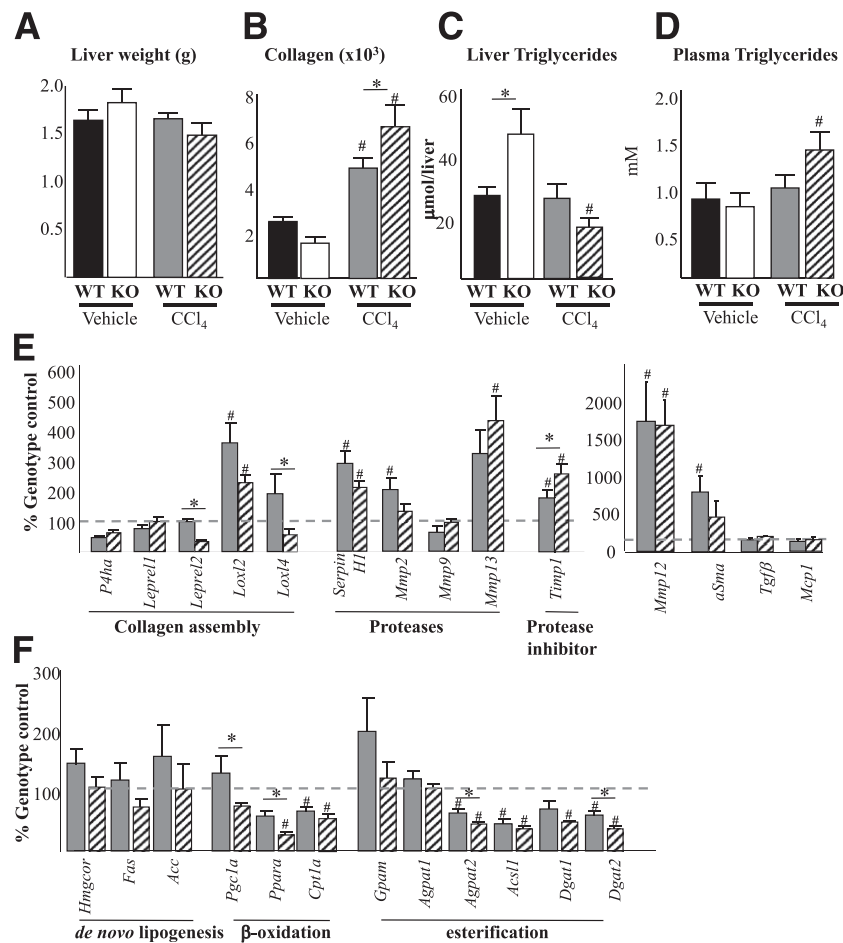 A
Liver weight (g)
2.0
1.5
1.0
0.5
WT KO WT KO
Vehicle CCl4
B
Collagen (x10³)
8
6
4
2
*
#
#
WT KO WT KO
Vehicle CCl4
C
Liver Triglycerides
μmol/liver
60
40
20
*
#
WT KO WT KO
Vehicle CCl4
D
Plasma Triglycerides
mM
2.0
1.5
1.0
0.5
#
WT KO WT KO
Vehicle CCl4
E
% Genotype control
600
500
400
300
200
100
*
#
#
*
#
#
#
#
*
#
#
P4ha
Leprel1
Leprel2
Loxl2
Loxl4
Serpin
H1
Mmp2
Mmp9
Mmp13
Timp1
Collagen assembly
Proteases
Protease
inhibitor
2000
1500
1000
500
0
#
#
#
Mmp12
aSma
Tgfβ
Mcp1
F
% Genotype control
300
200
100
*
*
#
#
#
*
#
#
#
#
#
*
#
#
Hmgcor
Fas
Acc
Pgc1a
Ppara
Cpt1a
Gpam
Agpat1
Agpat2
Acsl1
Dgat1
Dgat2
de novo lipogenesis
β-oxidation
esterification